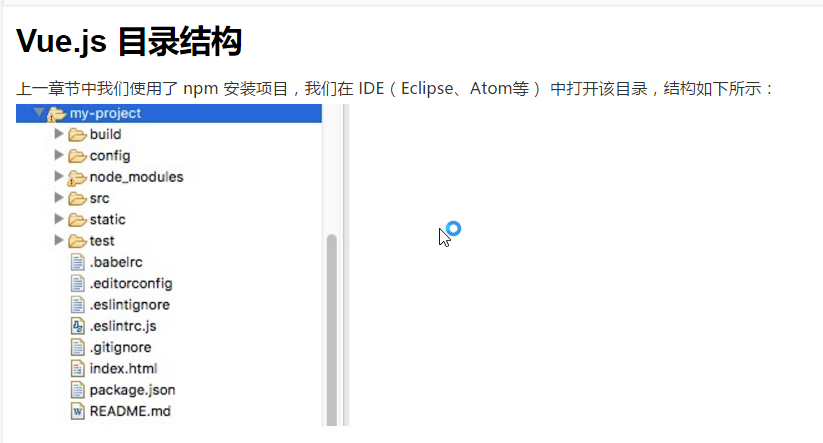 Vue.js 目录结构
上一章节中我们使用了 npm 安装项目，我们在 IDE（Eclipse、Atom等） 中打开该目录，结构如下所示：
my-project
build
config
node_modules
src
static
test
.babelrc
.editorconfig
.eslintignore
.eslintrc.js
.gitignore
index.html
package.json
README.md